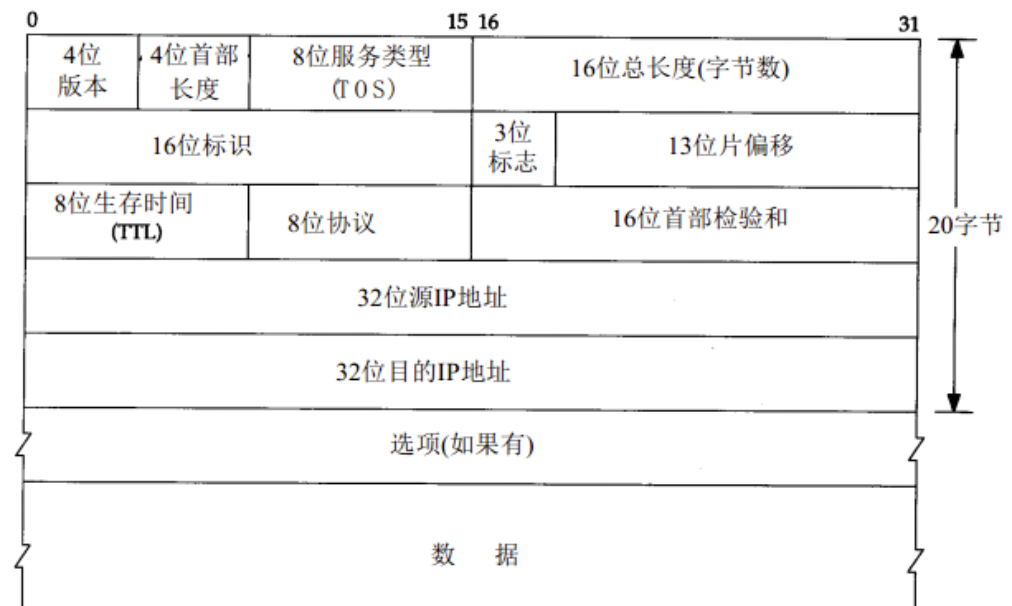 0 15 16 31
4位 版本
4位首部 长度
8位服务类型 (TOS)
16位总长度(字节数)
16位标识
3位 标志
13位片偏移
8位生存时间 (TTL)
8位协议
16位首部检验和
20字节
32位源IP地址
32位目的IP地址
选项(如果有)
数 据